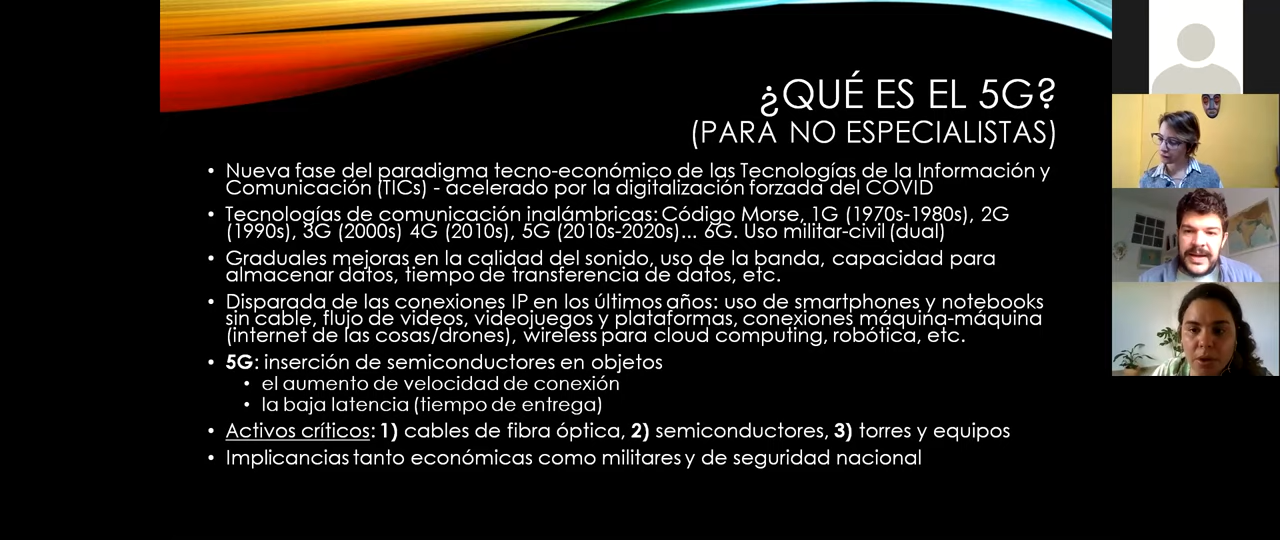 ¿QUÉ ES EL 5G?
(PARA NO ESPECIALISTAS)
• Nueva fase del paradigma tecno-económico de las Tecnologías de la Información y
Comunicación (TICs) - acelerado por la digitalización forzada del COVID
• Tecnologías de comunicación inalámbricas: Código Morse, 1G (1970s-1980s), 2G
(1990s), 3G (2000s) 4G (2010s), 5G (2010s-2020s)... 6G. Uso militar-civil (dual)
• Graduales mejoras en la calidad del sonido, uso de la banda, capacidad para
almacenar datos, tiempo de transferencia de datos, etc.
• Disparada de las conexiones IP en los últimos años: uso de smartphones y notebooks
sin cable, flujo de videos, videojuegos y plataformas, conexiones máquina-máquina
(internet de las cosas/drones), wireless para cloud computing, robótica, etc.
• 5G: inserción de semiconductores en objetos
• el aumento de velocidad de conexión
• la baja latencia (tiempo de entrega)
• Activos críticos: 1) cables de fibra óptica, 2) semiconductores, 3) torres y equipos
• Implicancias tanto económicas como militares y de seguridad nacional